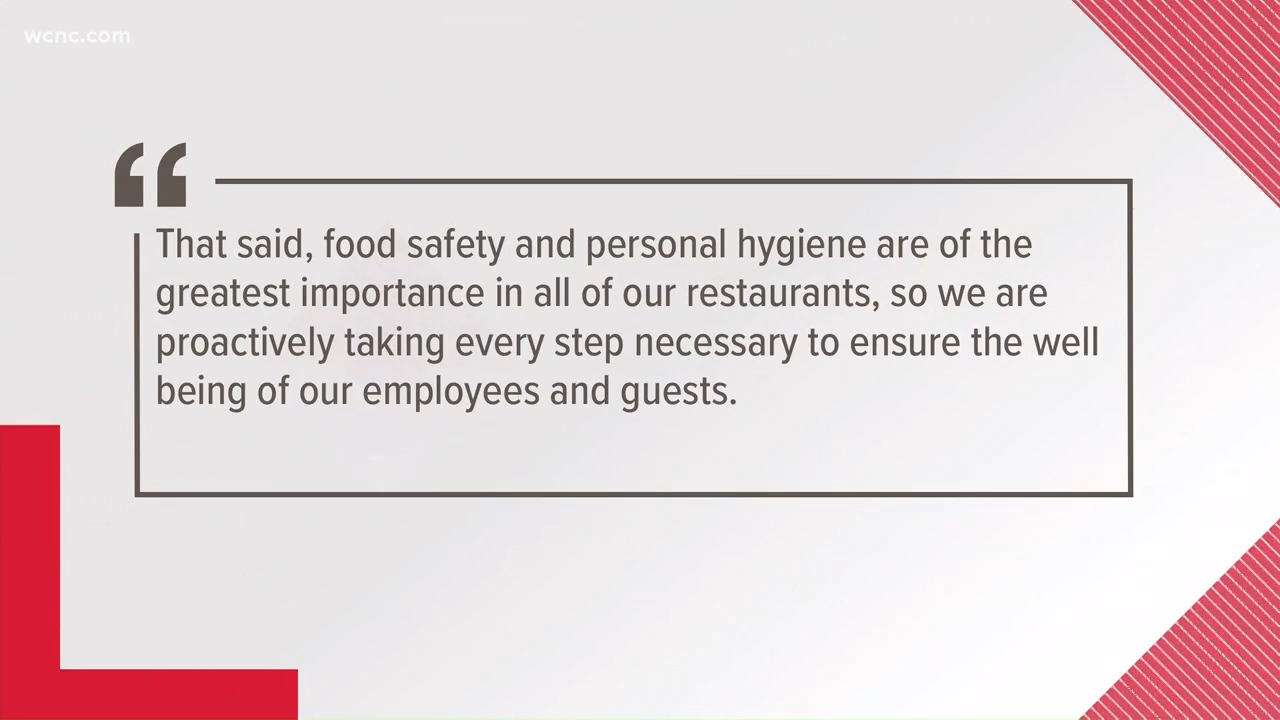 wcnc.com
“
That said, food safety and personal hygiene are of the
greatest importance in all of our restaurants, so we are
proactively taking every step necessary to ensure the well
being of our employees and guests.